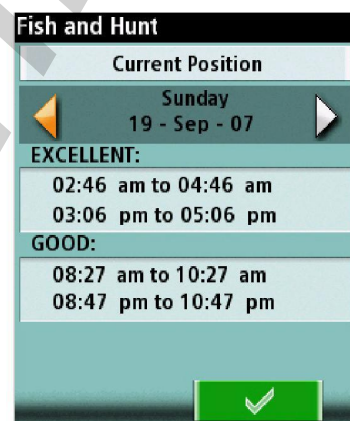 Fish and Hunt
Current Position
Sunday
19 - Sep - 07
EXCELLENT:
02:46 am to 04:46 am
03:06 pm to 05:06 pm
GOOD:
08:27 am to 10:27 am
08:47 pm to 10:47 pm